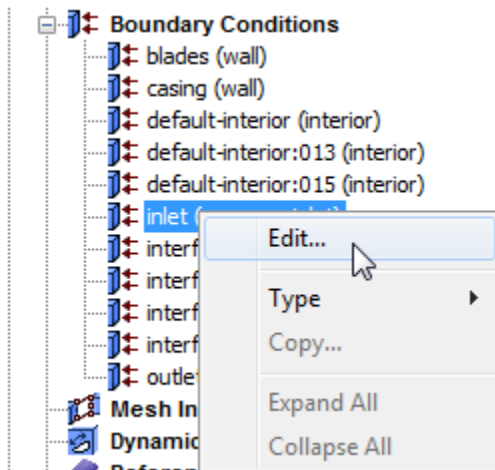 Boundary Conditions
blades (wall)
casing (wall)
default-interior (interior)
default-interior:013 (interior)
default-interior:015 (interior)
inlet (
Edit...
interf
interf
Type
interf
interf
Copy...
outlet
Mesh In
Expand All
Dynamic
Collapse All